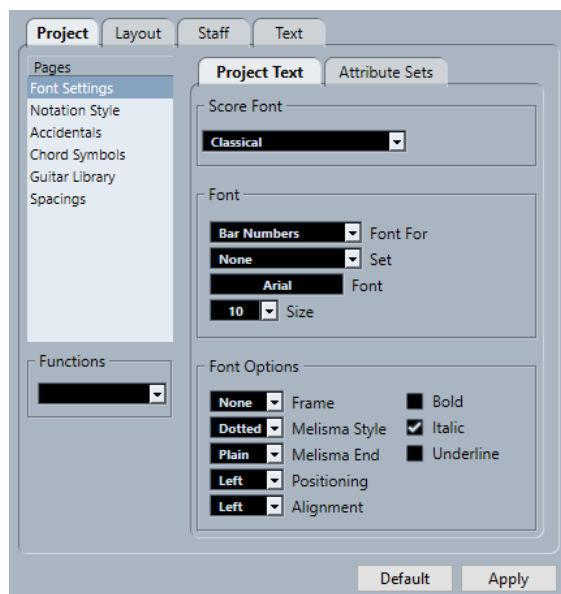 Project Layout Staff Text
Pages
Font Settings
Notation Style
Accidentals
Chord Symbols
Guitar Library
Spacings
Functions
Project Text Attribute Sets
Score Font
Classical
Font
Bar Numbers Font For
None Set
Arial Font
10 Size
Font Options
None Frame Bold
Dotted Melisma Style Italic
Plain Melisma End Underline
Left Positioning
Left Alignment
Default Apply